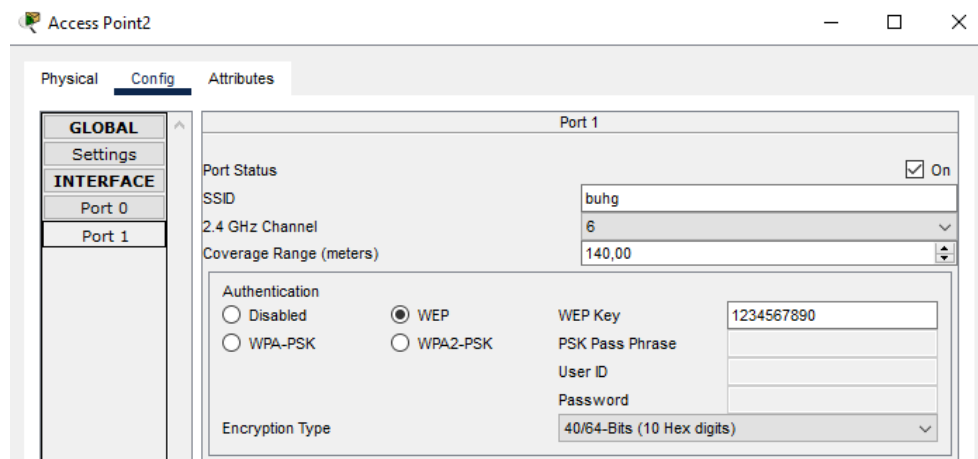 Access Point2
Physical Config Attributes
GLOBAL
Settings
INTERFACE
Port 0
Port 1
Port 1
Port Status On
SSID buhg
2.4 GHz Channel 6
Coverage Range (meters) 140,00
Authentication
Disabled WEP WEP Key 1234567890
WPA-PSK WPA2-PSK PSK Pass Phrase
User ID
Password
Encryption Type 40/64-Bits (10 Hex digits)